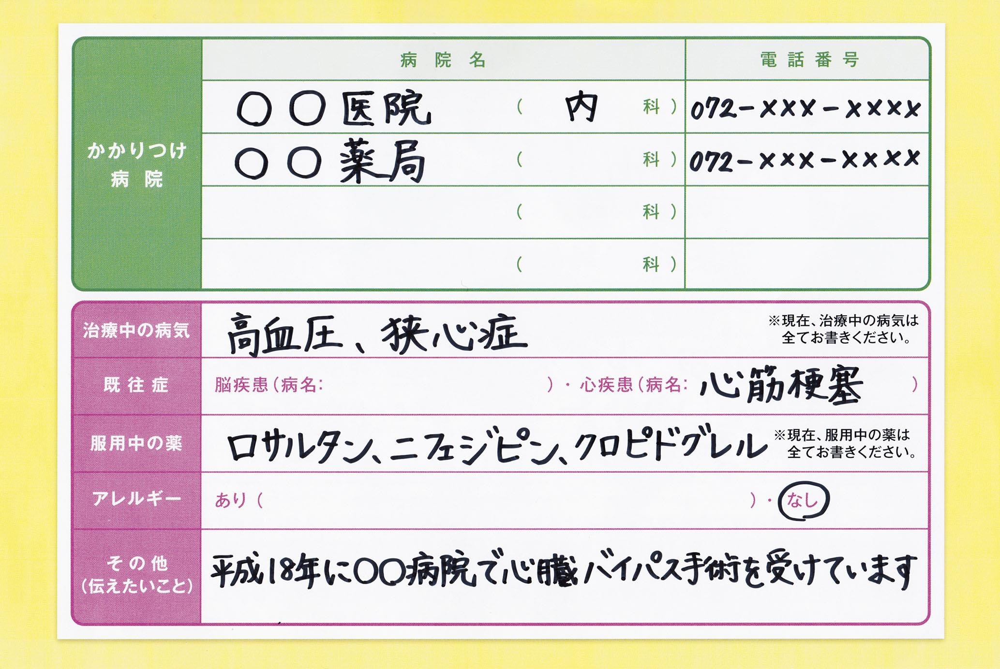 病院名 電話番号
かかりつけ
病院
〇〇医院 ( 内 科 ) 072-×××-××××
〇〇薬局 ( 科 ) 072-×××-××××
( 科 )
( 科 )
治療中の病気 高血圧、狭心症
※現在、治療中の病気は
全てお書きください。
既往症 脳疾患(病名: )・心疾患(病名: 心筋梗塞 )
服用中の薬 ロサルタン、ニフェジピン、クロピドグレル
※現在、服用中の薬は
全てお書きください。
アレルギー あり( )・なし
その他
(伝えたいこと)
平成18年に〇〇病院で心臓バイパス手術を受けています